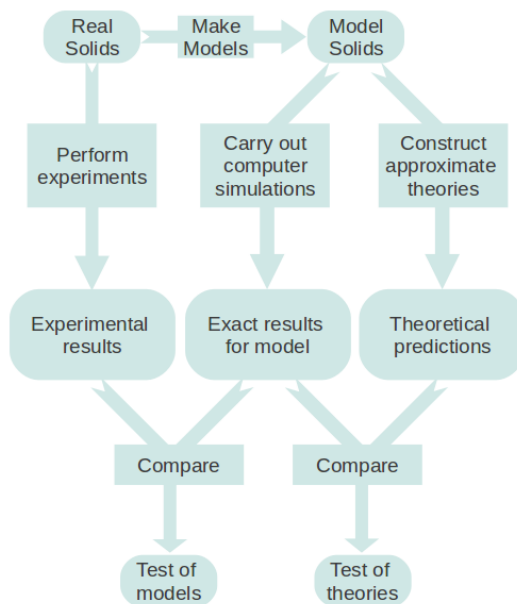 Real
Solids
Make
Models
Model
Solids
Perform
experiments
Carry out
computer
simulations
Construct
approximate
theories
Experimental
results
Exact results
for model
Theoretical
predictions
Compare
Compare
Test of
models
Test of
theories